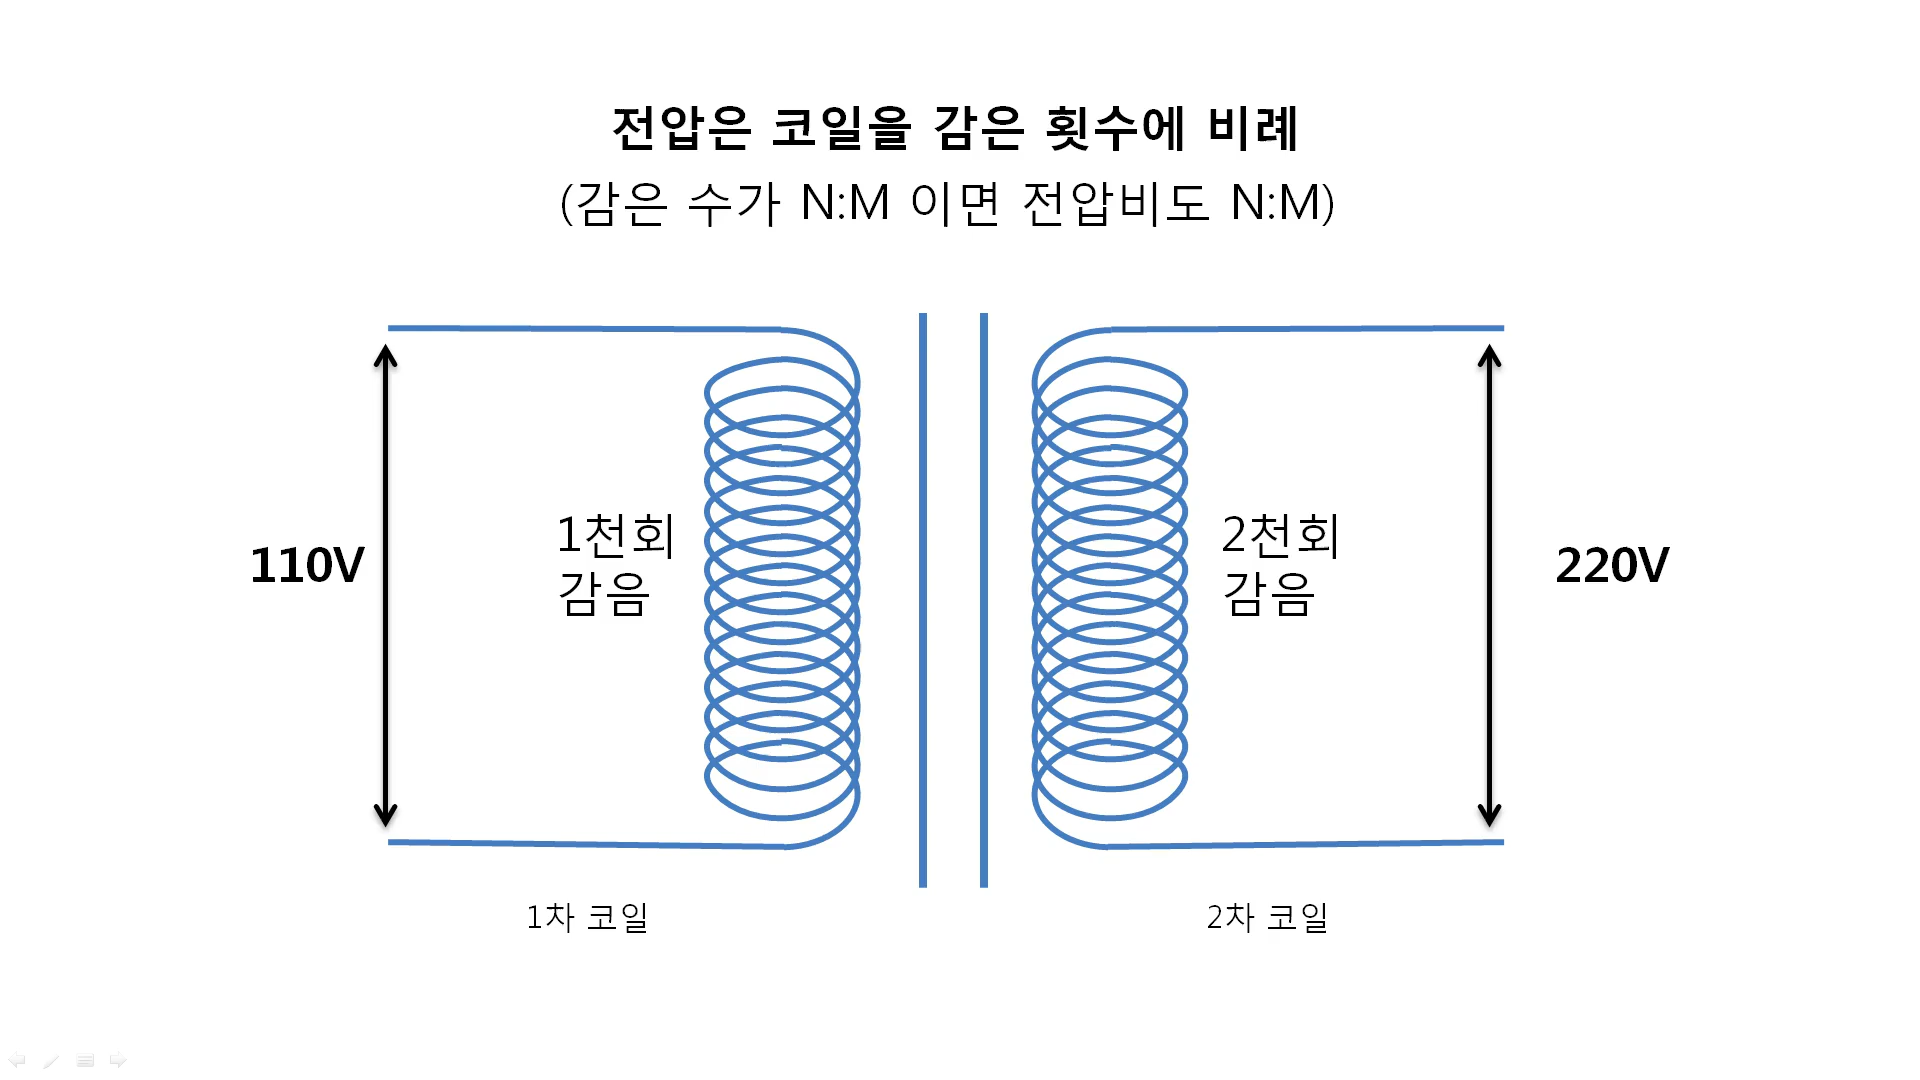 전압은 코일을 감은 횟수에 비례
(감은 수가 N:M 이면 전압비도 N:M)
110V
1천회
감음
2천회
감음
220V
1차 코일
2차 코일